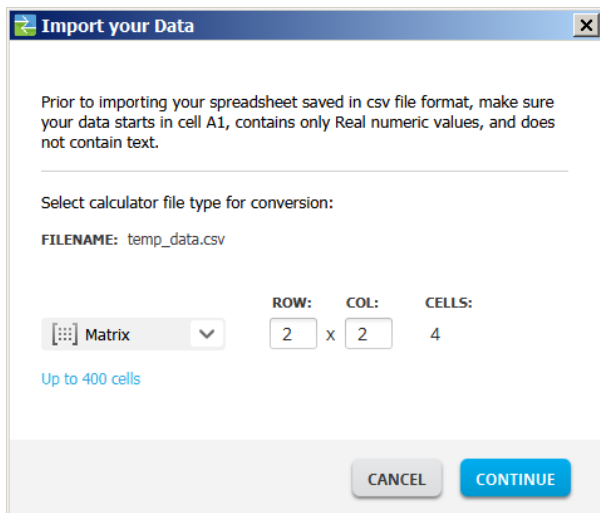 Import your Data
Prior to importing your spreadsheet saved in csv file format, make sure
your data starts in cell A1, contains only Real numeric values, and does
not contain text.
Select calculator file type for conversion:
FILENAME: temp_data.csv
ROW: COL: CELLS:
Matrix 2 x 2 4
Up to 400 cells
CANCEL CONTINUE